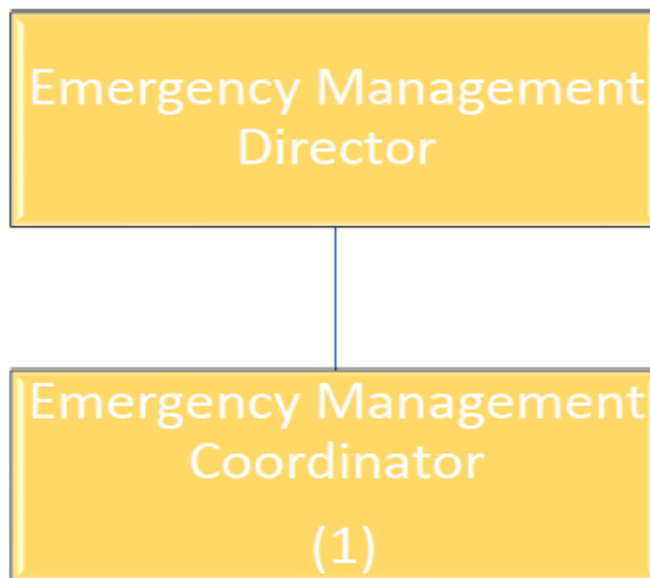 Emergency Management
Director
Emergency Management
Coordinator
(1)